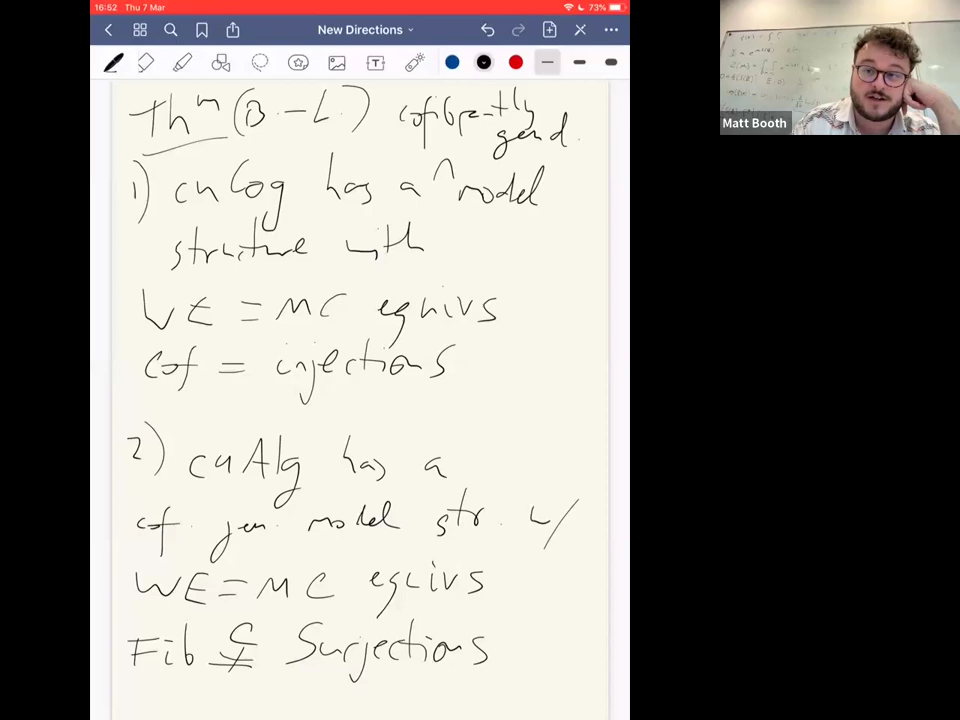 16:52 Thu 7 Mar
73%
New Directions
Thm (B-L) cofibrantly
gend.
1) cuCog has a ^ model
structure with
WE = MC equivs
Cof = injections
2) cuAlg has a
cof. gen. model str. w/
WE = MC equivs
Fib ⊊ Surjections
Matt Booth